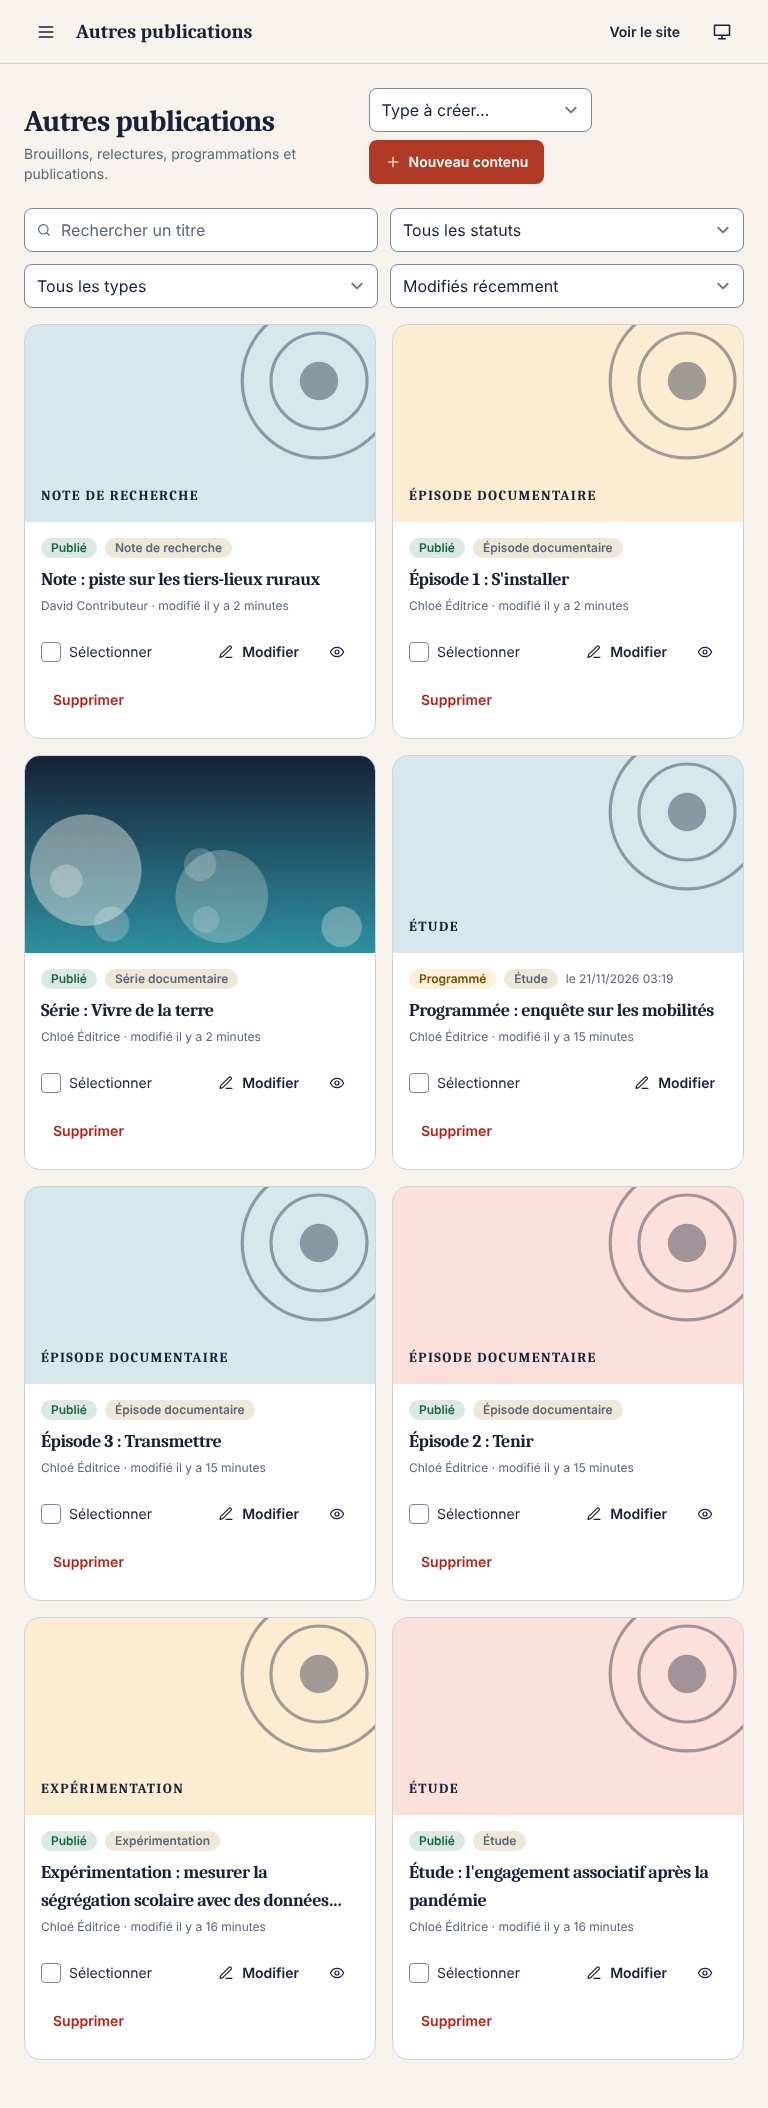 Autres publications
Voir le site
Autres publications
Brouillons, relectures, programmations et
publications.
Type à créer...
Nouveau contenu
Rechercher un titre
Tous les statuts
Tous les types
Modifiés récemment
NOTE DE RECHERCHE
Publié
Note de recherche
Note : piste sur les tiers-lieux ruraux
David Contributeur · modifié il y a 2 minutes
Sélectionner
Modifier
Supprimer
ÉPISODE DOCUMENTAIRE
Publié
Épisode documentaire
Épisode 1 : S'installer
Chloé Éditrice · modifié il y a 2 minutes
Sélectionner
Modifier
Supprimer
Publié
Série documentaire
Série : Vivre de la terre
Chloé Éditrice · modifié il y a 2 minutes
Sélectionner
Modifier
Supprimer
ÉTUDE
Programmé
Étude
le 21/11/2026 03:19
Programmée : enquête sur les mobilités
Chloé Éditrice · modifié il y a 15 minutes
Sélectionner
Modifier
Supprimer
ÉPISODE DOCUMENTAIRE
Publié
Épisode documentaire
Épisode 3 : Transmettre
Chloé Éditrice · modifié il y a 15 minutes
Sélectionner
Modifier
Supprimer
ÉPISODE DOCUMENTAIRE
Publié
Épisode documentaire
Épisode 2 : Tenir
Chloé Éditrice · modifié il y a 15 minutes
Sélectionner
Modifier
Supprimer
EXPÉRIMENTATION
Publié
Expérimentation
Expérimentation : mesurer la
ségrégation scolaire avec des données...
Chloé Éditrice · modifié il y a 16 minutes
Sélectionner
Modifier
Supprimer
ÉTUDE
Publié
Étude
Étude : l'engagement associatif après la
pandémie
Chloé Éditrice · modifié il y a 16 minutes
Sélectionner
Modifier
Supprimer